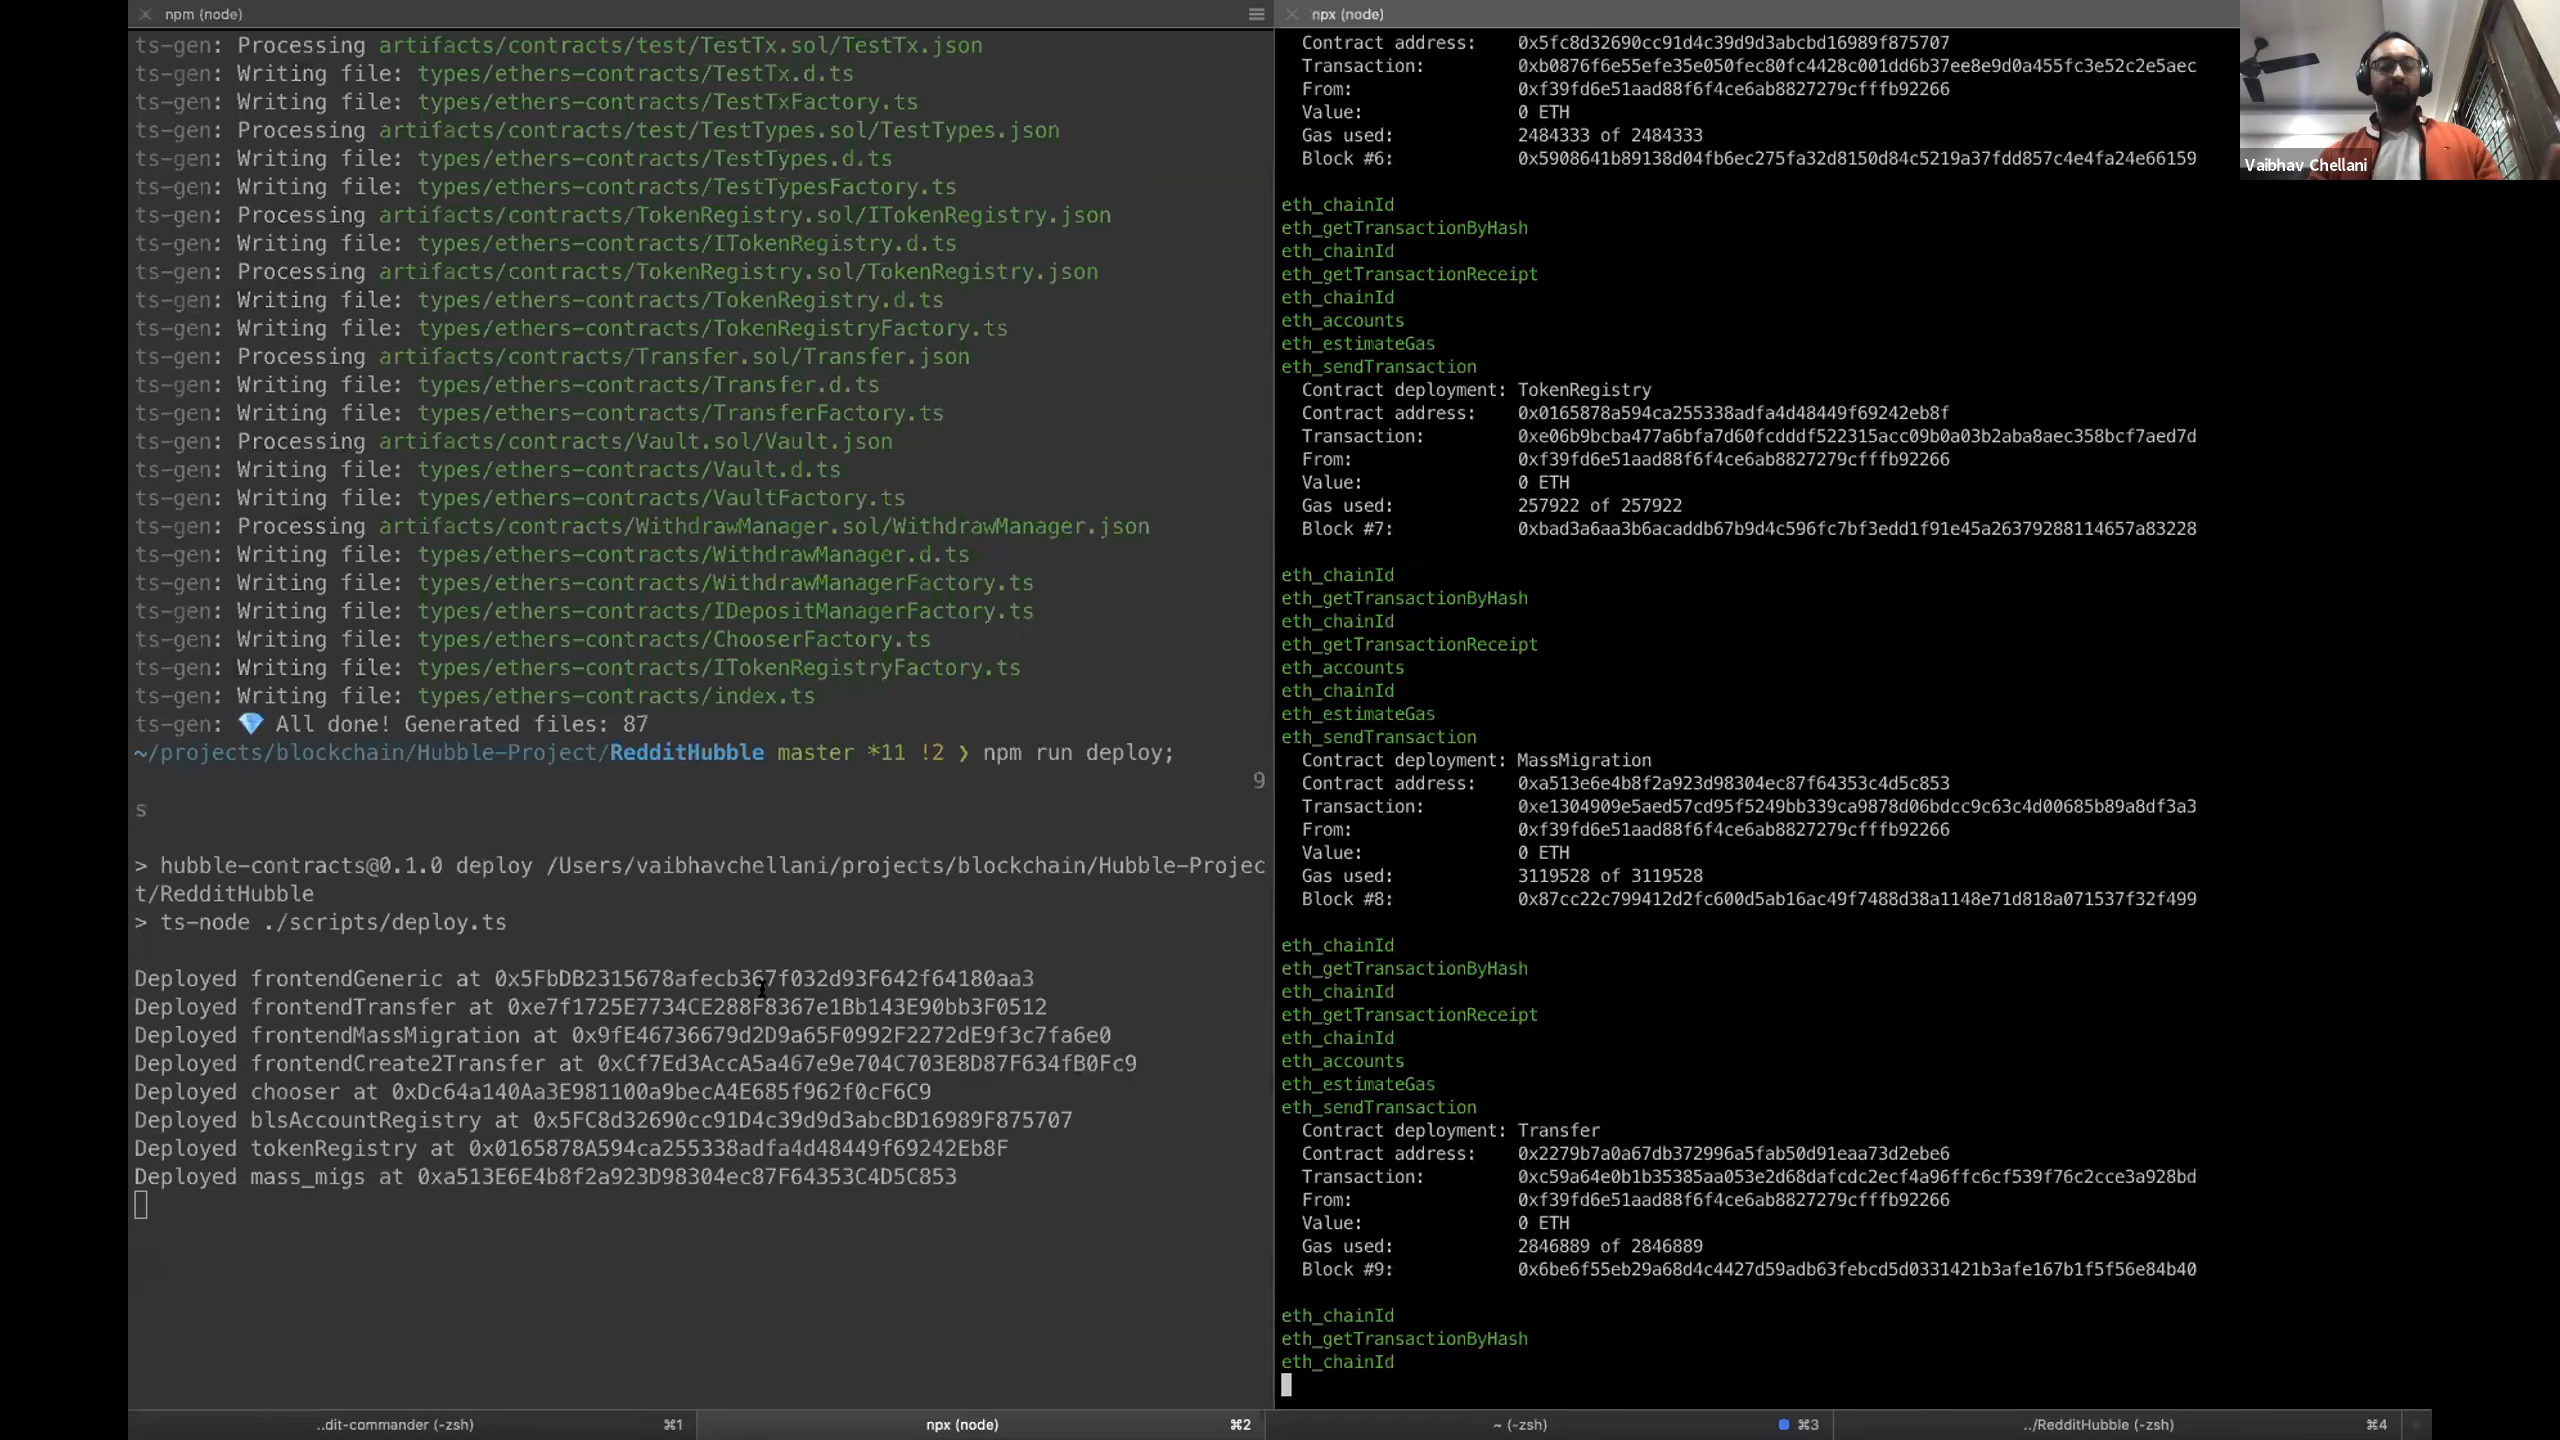 npm (node)
ts-gen: Processing artifacts/contracts/test/TestTx.sol/TestTx.json
ts-gen: Writing file: types/ethers-contracts/TestTx.d.ts
ts-gen: Writing file: types/ethers-contracts/TestTxFactory.ts
ts-gen: Processing artifacts/contracts/test/TestTypes.sol/TestTypes.json
ts-gen: Writing file: types/ethers-contracts/TestTypes.d.ts
ts-gen: Writing file: types/ethers-contracts/TestTypesFactory.ts
ts-gen: Processing artifacts/contracts/TokenRegistry.sol/ITokenRegistry.json
ts-gen: Writing file: types/ethers-contracts/ITokenRegistry.d.ts
ts-gen: Processing artifacts/contracts/TokenRegistry.sol/TokenRegistry.json
ts-gen: Writing file: types/ethers-contracts/TokenRegistry.d.ts
ts-gen: Writing file: types/ethers-contracts/TokenRegistryFactory.ts
ts-gen: Processing artifacts/contracts/Transfer.sol/Transfer.json
ts-gen: Writing file: types/ethers-contracts/Transfer.d.ts
ts-gen: Writing file: types/ethers-contracts/TransferFactory.ts
ts-gen: Processing artifacts/contracts/Vault.sol/Vault.json
ts-gen: Writing file: types/ethers-contracts/Vault.d.ts
ts-gen: Writing file: types/ethers-contracts/VaultFactory.ts
ts-gen: Processing artifacts/contracts/WithdrawManager.sol/WithdrawManager.json
ts-gen: Writing file: types/ethers-contracts/WithdrawManager.d.ts
ts-gen: Writing file: types/ethers-contracts/WithdrawManagerFactory.ts
ts-gen: Writing file: types/ethers-contracts/IDepositManagerFactory.ts
ts-gen: Writing file: types/ethers-contracts/ChooserFactory.ts
ts-gen: Writing file: types/ethers-contracts/ITokenRegistryFactory.ts
ts-gen: Writing file: types/ethers-contracts/index.ts
ts-gen: 💎 All done! Generated files: 87
~/projects/blockchain/Hubble-Project/RedditHubble master *11 !2 ❯ npm run deploy;
9
s
> hubble-contracts@0.1.0 deploy /Users/vaibhavchellani/projects/blockchain/Hubble-Projec
t/RedditHubble
> ts-node ./scripts/deploy.ts
Deployed frontendGeneric at 0x5FbDB2315678afecb367f032d93F642f64180aa3
Deployed frontendTransfer at 0xe7f1725E7734CE288F8367e1Bb143E90bb3F0512
Deployed frontendMassMigration at 0x9fE46736679d2D9a65F0992F2272dE9f3c7fa6e0
Deployed frontendCreate2Transfer at 0xCf7Ed3AccA5a467e9e704C703E8D87F634fB0Fc9
Deployed chooser at 0xDc64a140Aa3E981100a9becA4E685f962f0cF6C9
Deployed blsAccountRegistry at 0x5FC8d32690cc91D4c39d9d3abcBD16989F875707
Deployed tokenRegistry at 0x0165878A594ca255338adfa4d48449f69242Eb8F
Deployed mass_migs at 0xa513E6E4b8f2a923D98304ec87F64353C4D5C853
npx (node)
Contract address: 0x5fc8d32690cc91d4c39d9d3abcbd16989f875707
Transaction: 0xb0876f6e55efe35e050fec80fc4428c001dd6b37ee8e9d0a455fc3e52c2e5aec
From: 0xf39fd6e51aad88f6f4ce6ab8827279cfffb92266
Value: 0 ETH
Gas used: 2484333 of 2484333
Block #6: 0x5908641b89138d04fb6ec275fa32d8150d84c5219a37fdd857c4e4fa24e66159
eth_chainId
eth_getTransactionByHash
eth_chainId
eth_getTransactionReceipt
eth_chainId
eth_accounts
eth_estimateGas
eth_sendTransaction
Contract deployment: TokenRegistry
Contract address: 0x0165878a594ca255338adfa4d48449f69242eb8f
Transaction: 0xe06b9bcba477a6bfa7d60fcdddf522315acc09b0a03b2aba8aec358bcf7aed7d
From: 0xf39fd6e51aad88f6f4ce6ab8827279cfffb92266
Value: 0 ETH
Gas used: 257922 of 257922
Block #7: 0xbad3a6aa3b6acaddb67b9d4c596fc7bf3edd1f91e45a26379288114657a83228
eth_chainId
eth_getTransactionByHash
eth_chainId
eth_getTransactionReceipt
eth_accounts
eth_chainId
eth_estimateGas
eth_sendTransaction
Contract deployment: MassMigration
Contract address: 0xa513e6e4b8f2a923d98304ec87f64353c4d5c853
Transaction: 0xe1304909e5aed57cd95f5249bb339ca9878d06bdcc9c63c4d00685b89a8df3a3
From: 0xf39fd6e51aad88f6f4ce6ab8827279cfffb92266
Value: 0 ETH
Gas used: 3119528 of 3119528
Block #8: 0x87cc22c799412d2fc600d5ab16ac49f7488d38a1148e71d818a071537f32f499
eth_chainId
eth_getTransactionByHash
eth_chainId
eth_getTransactionReceipt
eth_chainId
eth_accounts
eth_estimateGas
eth_sendTransaction
Contract deployment: Transfer
Contract address: 0x2279b7a0a67db372996a5fab50d91eaa73d2ebe6
Transaction: 0xc59a64e0b1b35385aa053e2d68dafcdc2ecf4a96ffc6cf539f76c2cce3a928bd
From: 0xf39fd6e51aad88f6f4ce6ab8827279cfffb92266
Value: 0 ETH
Gas used: 2846889 of 2846889
Block #9: 0x6be6f55eb29a68d4c4427d59adb63febcd5d0331421b3afe167b1f5f56e84b40
eth_chainId
eth_getTransactionByHash
eth_chainId
Vaibhav Chellani
..dit-commander (-zsh) ⌘1
npx (node) ⌘2
~ (-zsh) ⌘3
../RedditHubble (-zsh) ⌘4